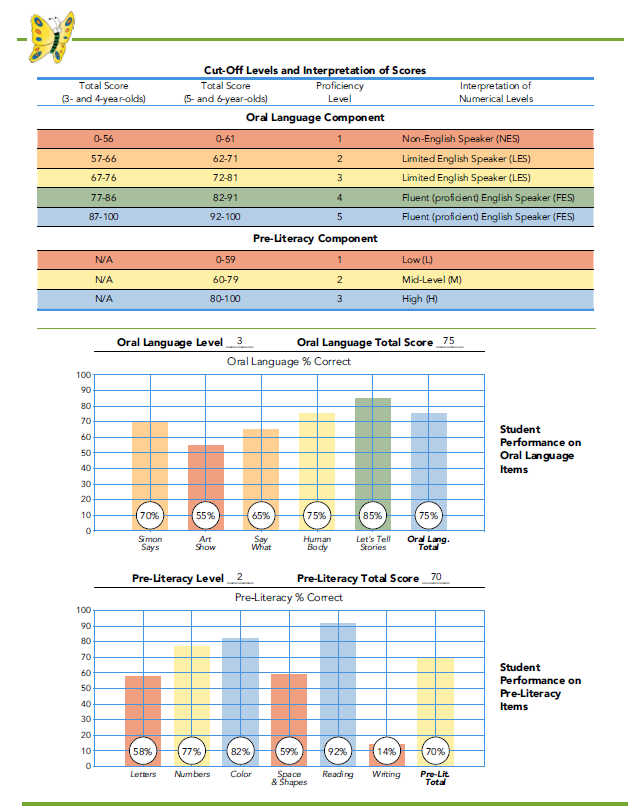 Cut-Off Levels and Interpretation of Scores
Total Score Total Score Proficiency Interpretation of
(3- and 4-year-olds) (5- and 6-year-olds) Level Numerical Levels
Oral Language Component
0-56 0-61 1 Non-English Speaker (NES)
57-66 62-71 2 Limited English Speaker (LES)
67-76 72-81 3 Limited English Speaker (LES)
77-86 82-91 4 Fluent (proficient) English Speaker (FES)
87-100 92-100 5 Fluent (proficient) English Speaker (FES)
Pre-Literacy Component
N/A 0-59 1 Low (L)
N/A 60-79 2 Mid-Level (M)
N/A 80-100 3 High (H)
Oral Language Level 3 Oral Language Total Score 75
Oral Language % Correct
100
90
80
70
60
50
40
30
20
10
0
70% 55% 65% 75% 85% 75%
Simon Art Say Human Let's Tell Oral Lang.
Says Show What Body Stories Total
Student
Performance on
Oral Language
Items
Pre-Literacy Level 2 Pre-Literacy Total Score 70
Pre-Literacy % Correct
100
90
80
70
60
50
40
30
20
10
0
58% 77% 82% 59% 92% 14% 70%
Letters Numbers Color Space Reading Writing Pre-Lit.
& Shapes Total
Student
Performance on
Pre-Literacy
Items